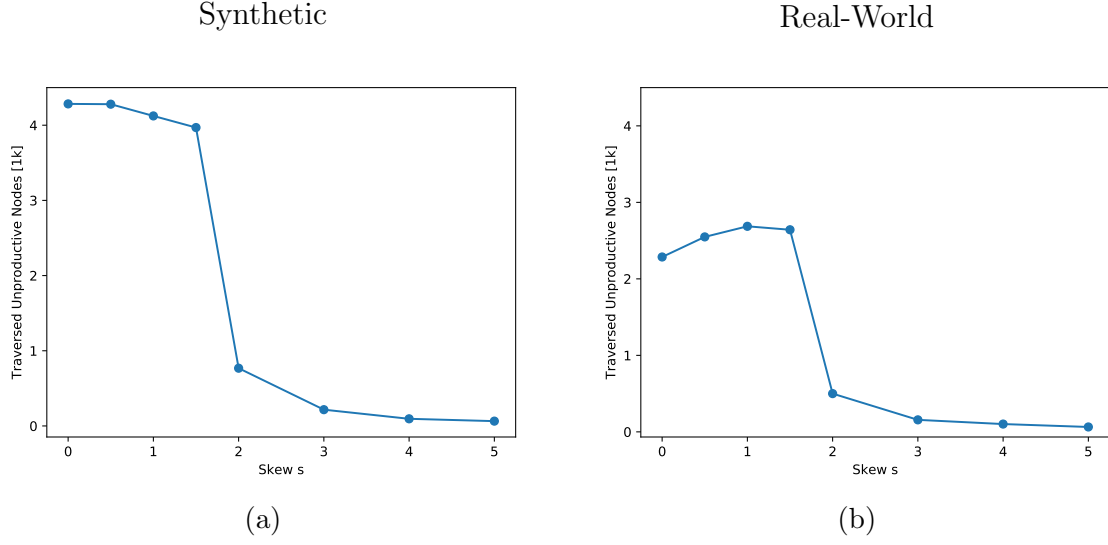 Synthetic
Real-World
Traversed Unproductive Nodes [1k]
4
3
2
1
0
0 1 2 3 4 5
Skew s
(a)
Traversed Unproductive Nodes [1k]
4
3
2
1
0
0 1 2 3 4 5
Skew s
(b)